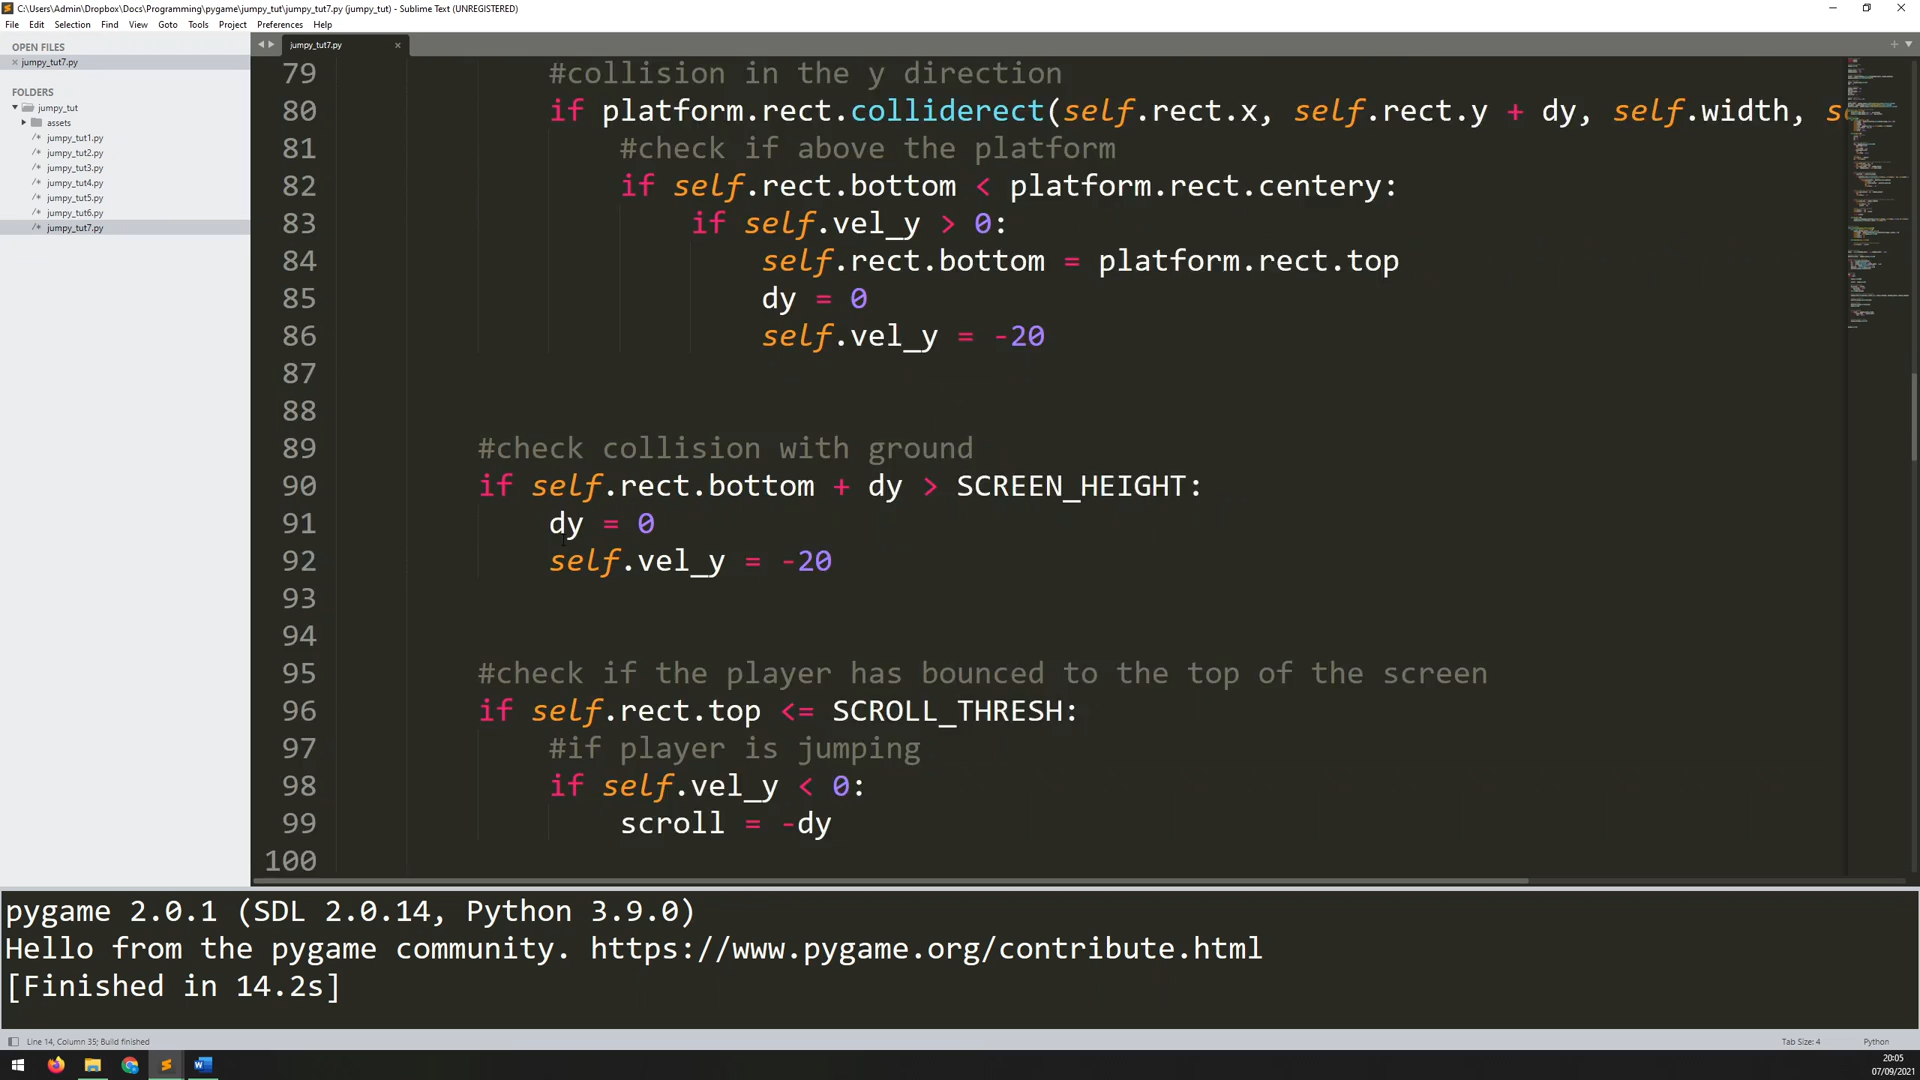 C:\Users\Admin\Dropbox\Docs\Programming\pygame\jumpy_tut\jumpy_tut7.py (jumpy_tut) - Sublime Text (UNREGISTERED)
File Edit Selection Find View Goto Tools Project Preferences Help
OPEN FILES
jumpy_tut7.py
FOLDERS
jumpy_tut
assets
jumpy_tut1.py
jumpy_tut2.py
jumpy_tut3.py
jumpy_tut4.py
jumpy_tut5.py
jumpy_tut6.py
jumpy_tut7.py
jumpy_tut7.py
79 #collision in the y direction
80 if platform.rect.colliderect(self.rect.x, self.rect.y + dy, self.width, s
81 #check if above the platform
82 if self.rect.bottom < platform.rect.centery:
83 if self.vel_y > 0:
84 self.rect.bottom = platform.rect.top
85 dy = 0
86 self.vel_y = -20
87
88
89 #check collision with ground
90 if self.rect.bottom + dy > SCREEN_HEIGHT:
91 dy = 0
92 self.vel_y = -20
93
94
95 #check if the player has bounced to the top of the screen
96 if self.rect.top <= SCROLL_THRESH:
97 #if player is jumping
98 if self.vel_y < 0:
99 scroll = -dy
100
pygame 2.0.1 (SDL 2.0.14, Python 3.9.0)
Hello from the pygame community. https://www.pygame.org/contribute.html
[Finished in 14.2s]
Line 14, Column 35; Build finished
Tab Size: 4
Python
20:05
07/09/2021